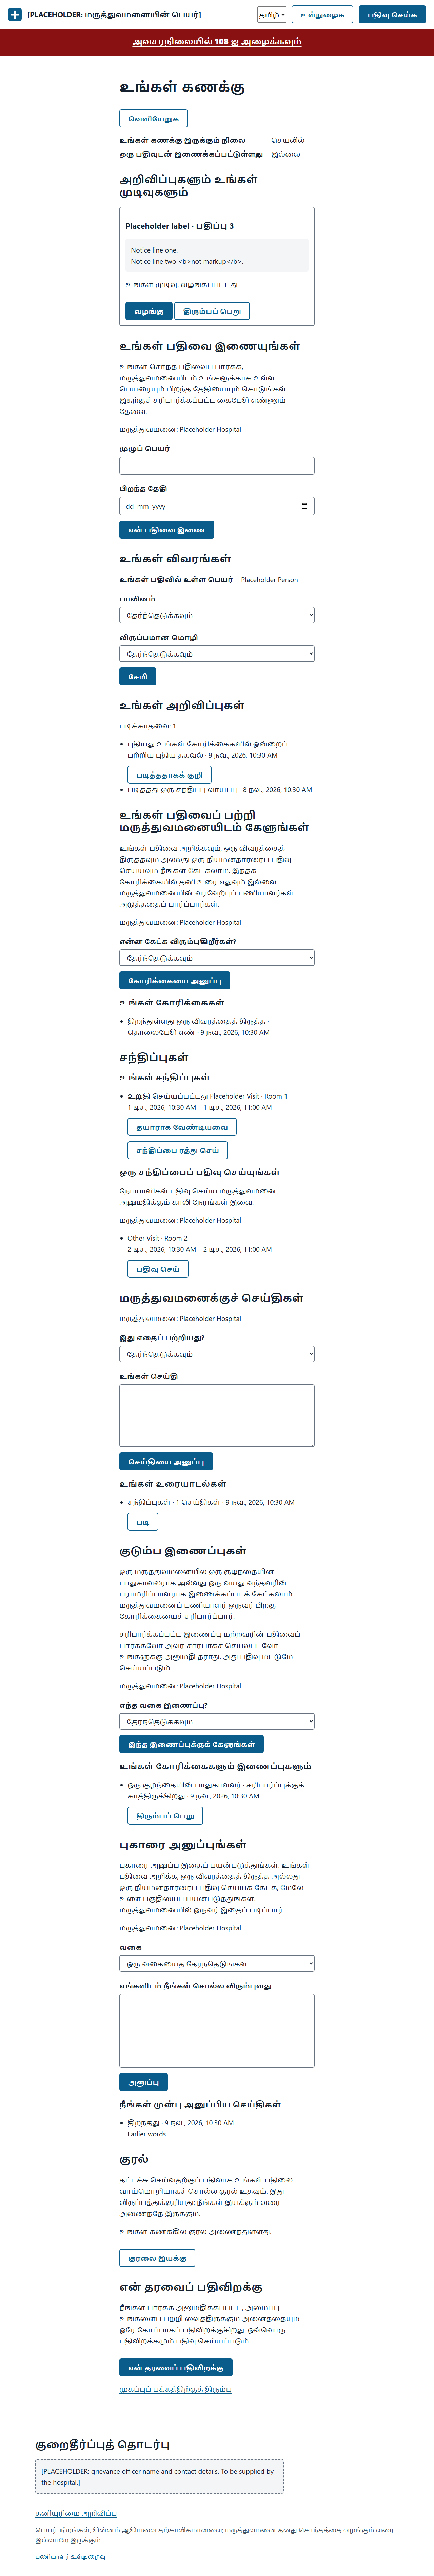 [PLACEHOLDER: மருத்துவமனையின் பெயர்]
தமிழ்
உள்நுழைக
பதிவு செய்க
அவசரநிலையில் 108 ஐ அழைக்கவும்
உங்கள் கணக்கு
வெளியேறுக
உங்கள் கணக்கு இருக்கும் நிலை செயலில்
ஒரு பதிவுடன் இணைக்கப்பட்டுள்ளது இல்லை
அறிவிப்புகளும் உங்கள்
முடிவுகளும்
Placeholder label · பதிப்பு 3
Notice line one.
Notice line two <b>not markup</b>.
உங்கள் முடிவு: வழங்கப்பட்டது
வழங்கு
திரும்பப் பெறு
உங்கள் பதிவை இணையுங்கள்
உங்கள் சொந்த பதிவைப் பார்க்க,
மருத்துவமனையிடம் உங்களுக்காக உள்ள
பெயரையும் பிறந்த தேதியையும் கொடுங்கள்.
இதற்குச் சரிபார்க்கப்பட்ட கைபேசி எண்ணும்
தேவை.
மருத்துவமனை: Placeholder Hospital
முழுப் பெயர்
பிறந்த தேதி
dd-mm-yyyy
என் பதிவை இணை
உங்கள் விவரங்கள்
உங்கள் பதிவில் உள்ள பெயர் Placeholder Person
பாலினம்
தேர்ந்தெடுக்கவும்
விருப்பமான மொழி
தேர்ந்தெடுக்கவும்
சேமி
உங்கள் அறிவிப்புகள்
படிக்காதவை: 1
புதியது உங்கள் கோரிக்கைகளில் ஒன்றைப்
பற்றிய புதிய தகவல் · 9 நவ., 2026, 10:30 AM
படித்ததாகக் குறி
படித்தது ஒரு சந்திப்பு வாய்ப்பு · 8 நவ., 2026, 10:30 AM
உங்கள் பதிவைப் பற்றி
மருத்துவமனையிடம் கேளுங்கள்
உங்கள் பதிவை அழிக்கவும், ஒரு விவரத்தைத்
திருத்தவும் அல்லது ஒரு நியமனதாரரைப் பதிவு
செய்யவும் நீங்கள் கேட்கலாம். இந்தக்
கோரிக்கையில் தனி உரை எதுவும் இல்லை.
மருத்துவமனையின் வரவேற்புப் பணியாளர்கள்
அடுத்ததைப் பார்ப்பார்கள்.
மருத்துவமனை: Placeholder Hospital
என்ன கேட்க விரும்புகிறீர்கள்?
தேர்ந்தெடுக்கவும்
கோரிக்கையை அனுப்பு
உங்கள் கோரிக்கைகள்
திறந்துள்ளது ஒரு விவரத்தைத் திருத்த ·
தொலைபேசி எண் · 9 நவ., 2026, 10:30 AM
சந்திப்புகள்
உங்கள் சந்திப்புகள்
உறுதி செய்யப்பட்டது Placeholder Visit · Room 1
1 டிச., 2026, 10:30 AM – 1 டிச., 2026, 11:00 AM
தயாராக வேண்டியவை
சந்திப்பை ரத்து செய்
ஒரு சந்திப்பைப் பதிவு செய்யுங்கள்
நோயாளிகள் பதிவு செய்ய மருத்துவமனை
அனுமதிக்கும் காலி நேரங்கள் இவை.
மருத்துவமனை: Placeholder Hospital
Other Visit · Room 2
2 டிச., 2026, 10:30 AM – 2 டிச., 2026, 11:00 AM
பதிவு செய்
மருத்துவமனைக்குச் செய்திகள்
மருத்துவமனை: Placeholder Hospital
இது எதைப் பற்றியது?
தேர்ந்தெடுக்கவும்
உங்கள் செய்தி
செய்தியை அனுப்பு
உங்கள் உரையாடல்கள்
சந்திப்புகள் · 1 செய்திகள் · 9 நவ., 2026, 10:30 AM
படி
குடும்ப இணைப்புகள்
ஒரு மருத்துவமனையில் ஒரு குழந்தையின்
பாதுகாவலராக அல்லது ஒரு வயது வந்தவரின்
பராமரிப்பாளராக இணைக்கப்படக் கேட்கலாம்.
மருத்துவமனைப் பணியாளர் ஒருவர் பிறகு
கோரிக்கையைச் சரிபார்ப்பார்.
சரிபார்க்கப்பட்ட இணைப்பு மற்றவரின் பதிவைப்
பார்க்கவோ அவர் சார்பாகச் செயல்படவோ
உங்களுக்கு அனுமதி தராது. அது பதிவு மட்டுமே
செய்யப்படும்.
மருத்துவமனை: Placeholder Hospital
எந்த வகை இணைப்பு?
தேர்ந்தெடுக்கவும்
இந்த இணைப்புக்குக் கேளுங்கள்
உங்கள் கோரிக்கைகளும் இணைப்புகளும்
ஒரு குழந்தையின் பாதுகாவலர் · சரிபார்ப்புக்குக்
காத்திருக்கிறது · 9 நவ., 2026, 10:30 AM
திரும்பப் பெறு
புகாரை அனுப்புங்கள்
புகாரை அனுப்ப இதைப் பயன்படுத்துங்கள். உங்கள்
பதிவை அழிக்க, ஒரு விவரத்தைத் திருத்த அல்லது
ஒரு நியமனதாரரைப் பதிவு செய்யக் கேட்க, மேலே
உள்ள பகுதியைப் பயன்படுத்துங்கள்.
மருத்துவமனையில் ஒருவர் இதைப் படிப்பார்.
மருத்துவமனை: Placeholder Hospital
வகை
ஒரு வகையைத் தேர்ந்தெடுங்கள்
எங்களிடம் நீங்கள் சொல்ல விரும்புவது
அனுப்பு
நீங்கள் முன்பு அனுப்பிய செய்திகள்
திறந்தது · 9 நவ., 2026, 10:30 AM
Earlier words
குரல்
தட்டச்சு செய்வதற்குப் பதிலாக உங்கள் பதிலை
வாய்மொழியாகச் சொல்ல குரல் உதவும். இது
விருப்பத்துக்குரியது; நீங்கள் இயக்கும் வரை
அணைந்தே இருக்கும்.
உங்கள் கணக்கில் குரல் அணைந்துள்ளது.
குரலை இயக்கு
என் தரவைப் பதிவிறக்கு
நீங்கள் பார்க்க அனுமதிக்கப்பட்ட, அமைப்பு
உங்களைப் பற்றி வைத்திருக்கும் அனைத்தையும்
ஒரே கோப்பாகப் பதிவிறக்குகிறது. ஒவ்வொரு
பதிவிறக்கமும் பதிவு செய்யப்படும்.
என் தரவைப் பதிவிறக்கு
முகப்புப் பக்கத்திற்குத் திரும்பு
குறைதீர்ப்புத் தொடர்பு
[PLACEHOLDER: grievance officer name and contact details. To be supplied by
the hospital.]
தனியுரிமை அறிவிப்பு
பெயர், நிறங்கள், சின்னம் ஆகியவை தற்காலிகமானவை; மருத்துவமனை தனது சொந்தத்தை வழங்கும் வரை
இவ்வாறே இருக்கும்.
பணியாளர் உள்நுழைவு